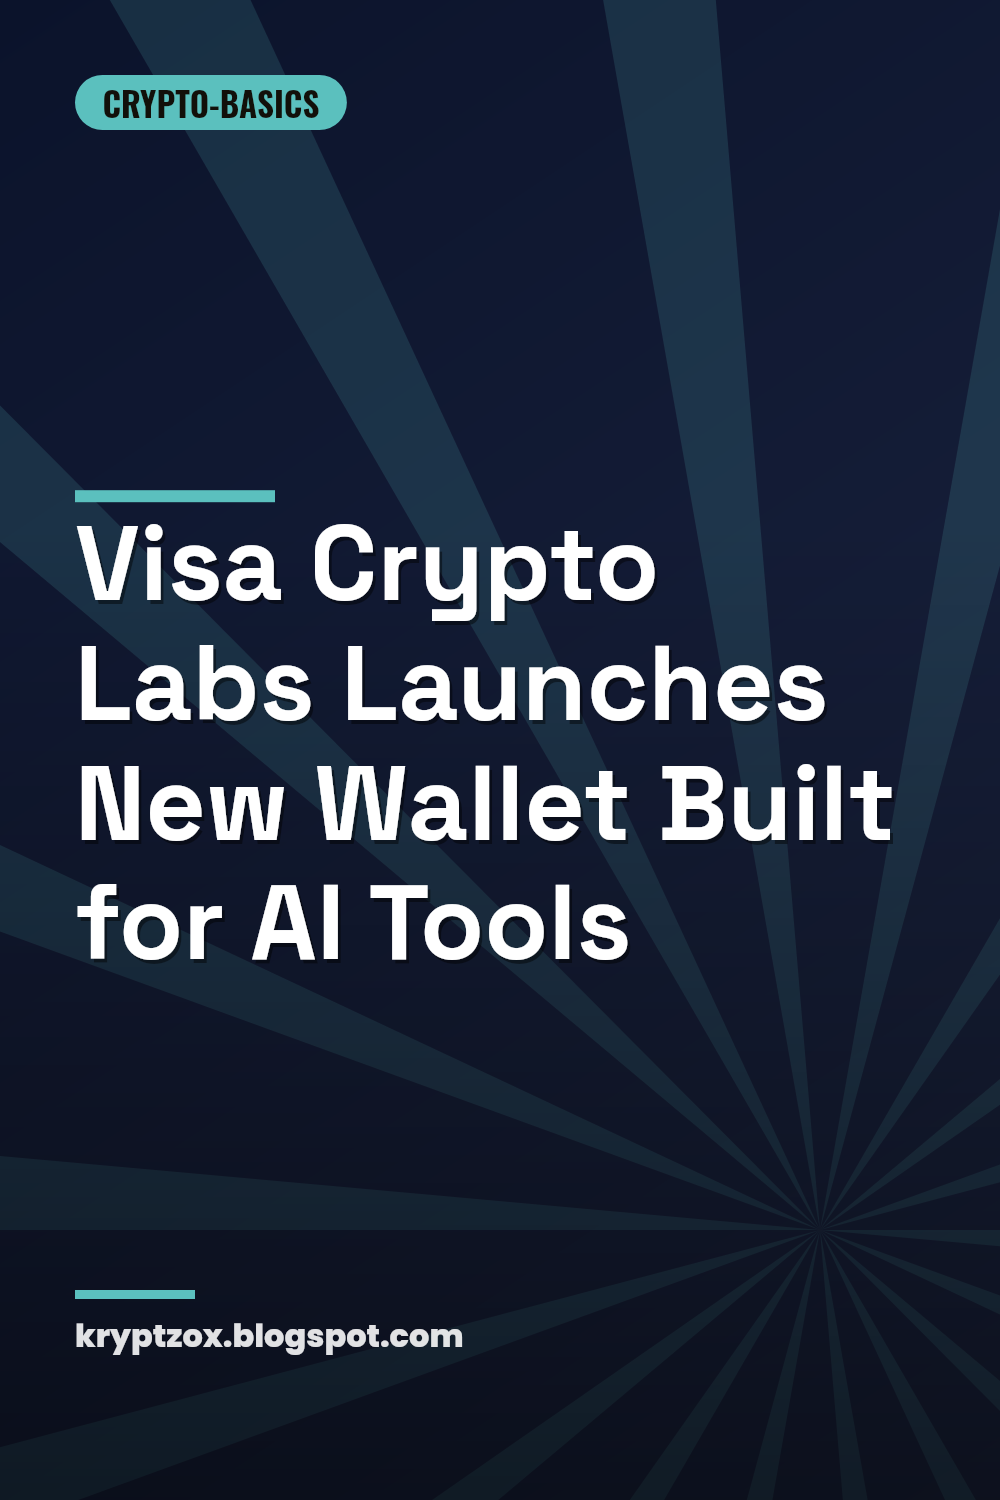 CRYPTO-BASICS
Visa Crypto
Labs Launches
New Wallet Built
for AI Tools
kryptzox.blogspot.com